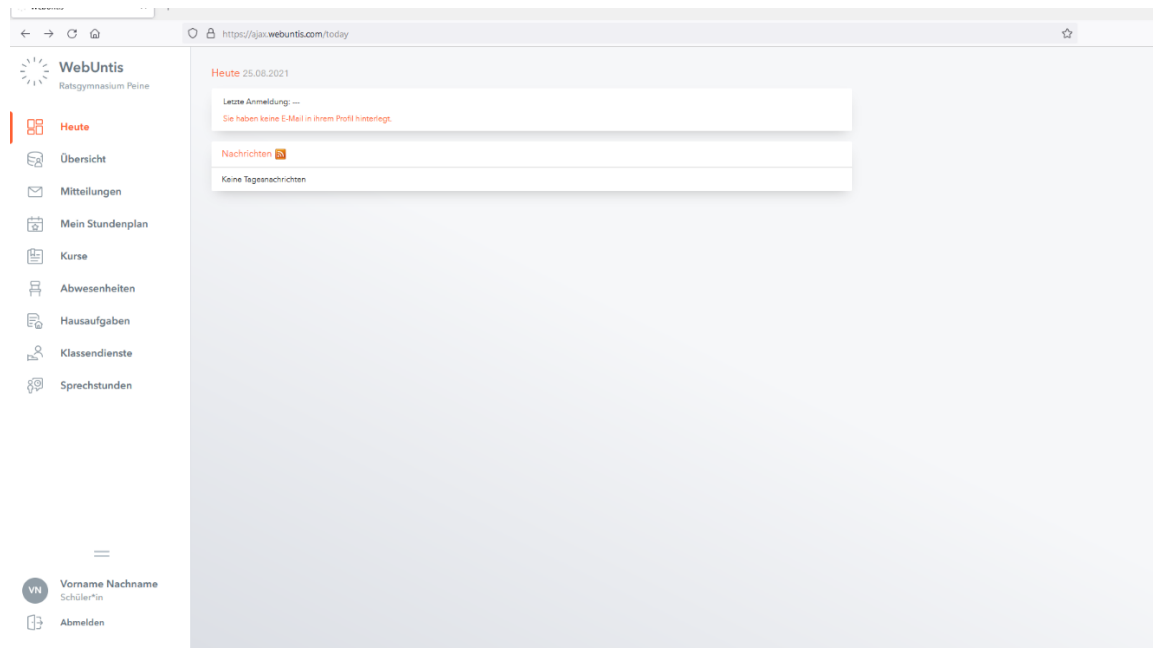 https://ajax.webuntis.com/today
WebUntis
Ratsgymnasium Peine
Heute
Übersicht
Mitteilungen
Mein Stundenplan
Kurse
Abwesenheiten
Hausaufgaben
Klassendienste
Sprechstunden
VN
Vorname Nachname
Schüler*in
Abmelden
Heute 25.08.2021
Letzte Anmeldung: —
Sie haben keine E-Mail in ihrem Profil hinterlegt.
Nachrichten
Keine Tagesnachrichten